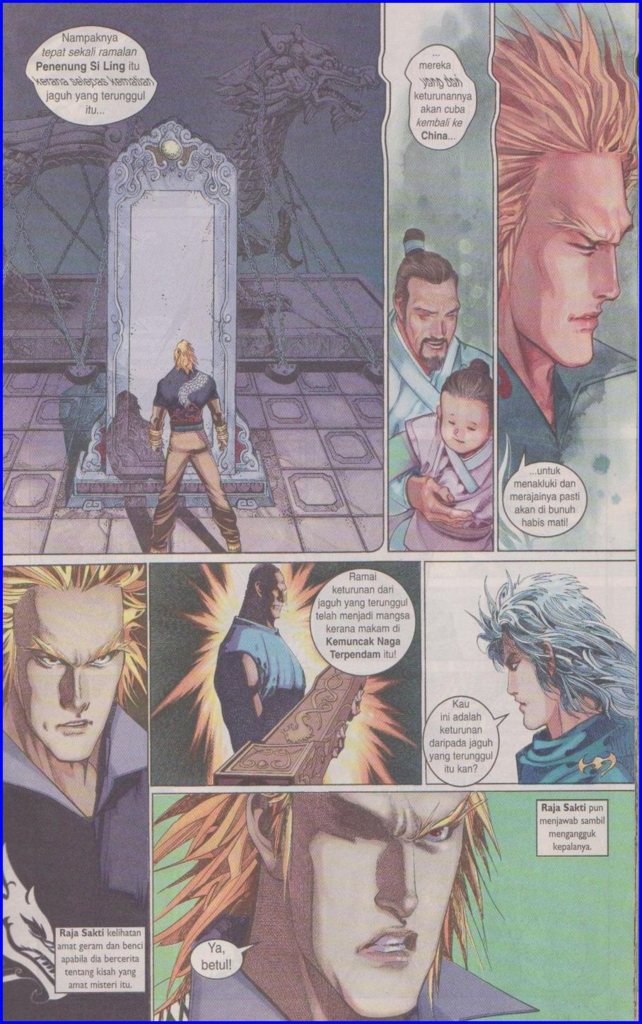 Nampaknya
tepat sekali ramalan
Penenung Si Ling itu
kerana selepas kematian
jaguh yang terunggul
itu...
...
mereka
yang dari
keturunannya
akan cuba
kembali ke
China...
...untuk
menakluki dan
merajainya pasti
akan di bunuh
habis mati!
Ramai
keturunan dari
jaguh yang terunggul
telah menjadi mangsa
kerana makam di
Kemuncak Naga
Terpendam itu!
Kau
ini adalah
keturunan
daripada jaguh
yang terunggul
itu kan?
Raja Sakti kelihatan
amat geram dan benci
apabila dia bercerita
tentang kisah yang
amat misteri itu.
Raja Sakti pun
menjawab sambil
mengangguk
kepalanya.
Ya,
betul!